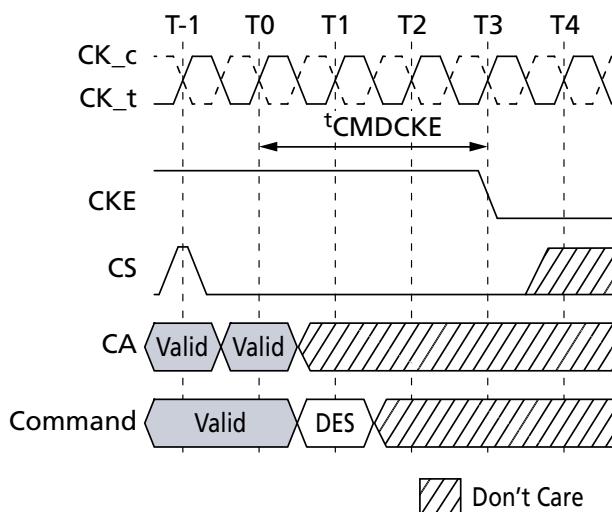 T-1 T0 T1 T2 T3 T4
CK_c
CK_t
tCMDCKE
CKE
CS
CA Valid Valid
Command Valid DES
Don't Care